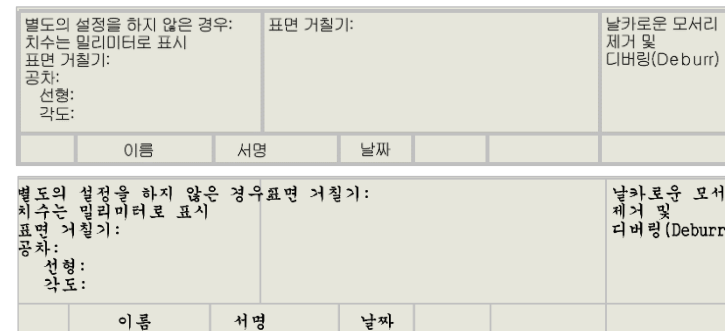 별도의 설정을 하지 않은 경우: 표면 거칠기: 날카로운 모서리
치수는 밀리미터로 표시 제거 및
표면 거칠기: 디버링(Deburr)
공차:
선형:
각도:
이름 서명 날짜
별도의 설정을 하지 않은 경우표면 거칠기: 날카로운 모서
치수는 밀리미터로 표시 제거 및
표면 거칠기: 디버링(Deburr
공차:
선형:
각도:
이름 서명 날짜